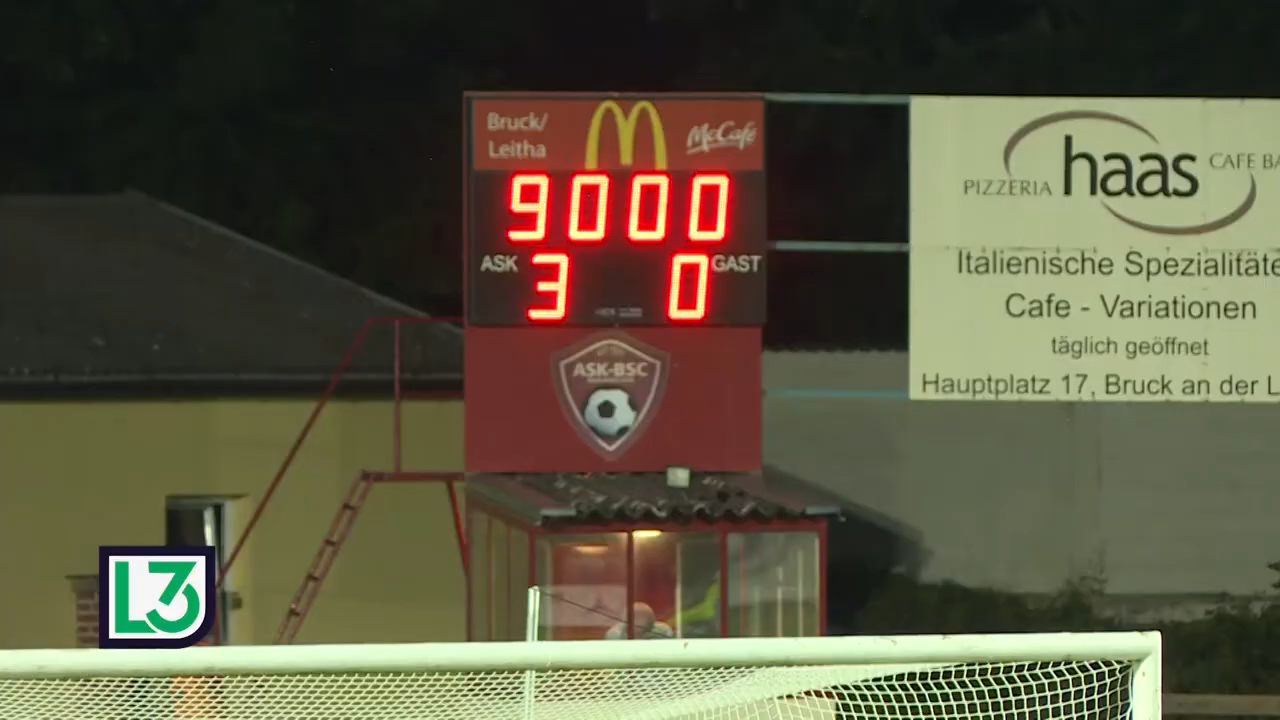 Bruck/
Leitha
McCafé
9000
ASK 3 0 GAST
ASK-BSC
haas
PIZZERIA
CAFE BA
Italienische Spezialitäte
Cafe - Variationen
täglich geöffnet
Hauptplatz 17, Bruck an der L
L3